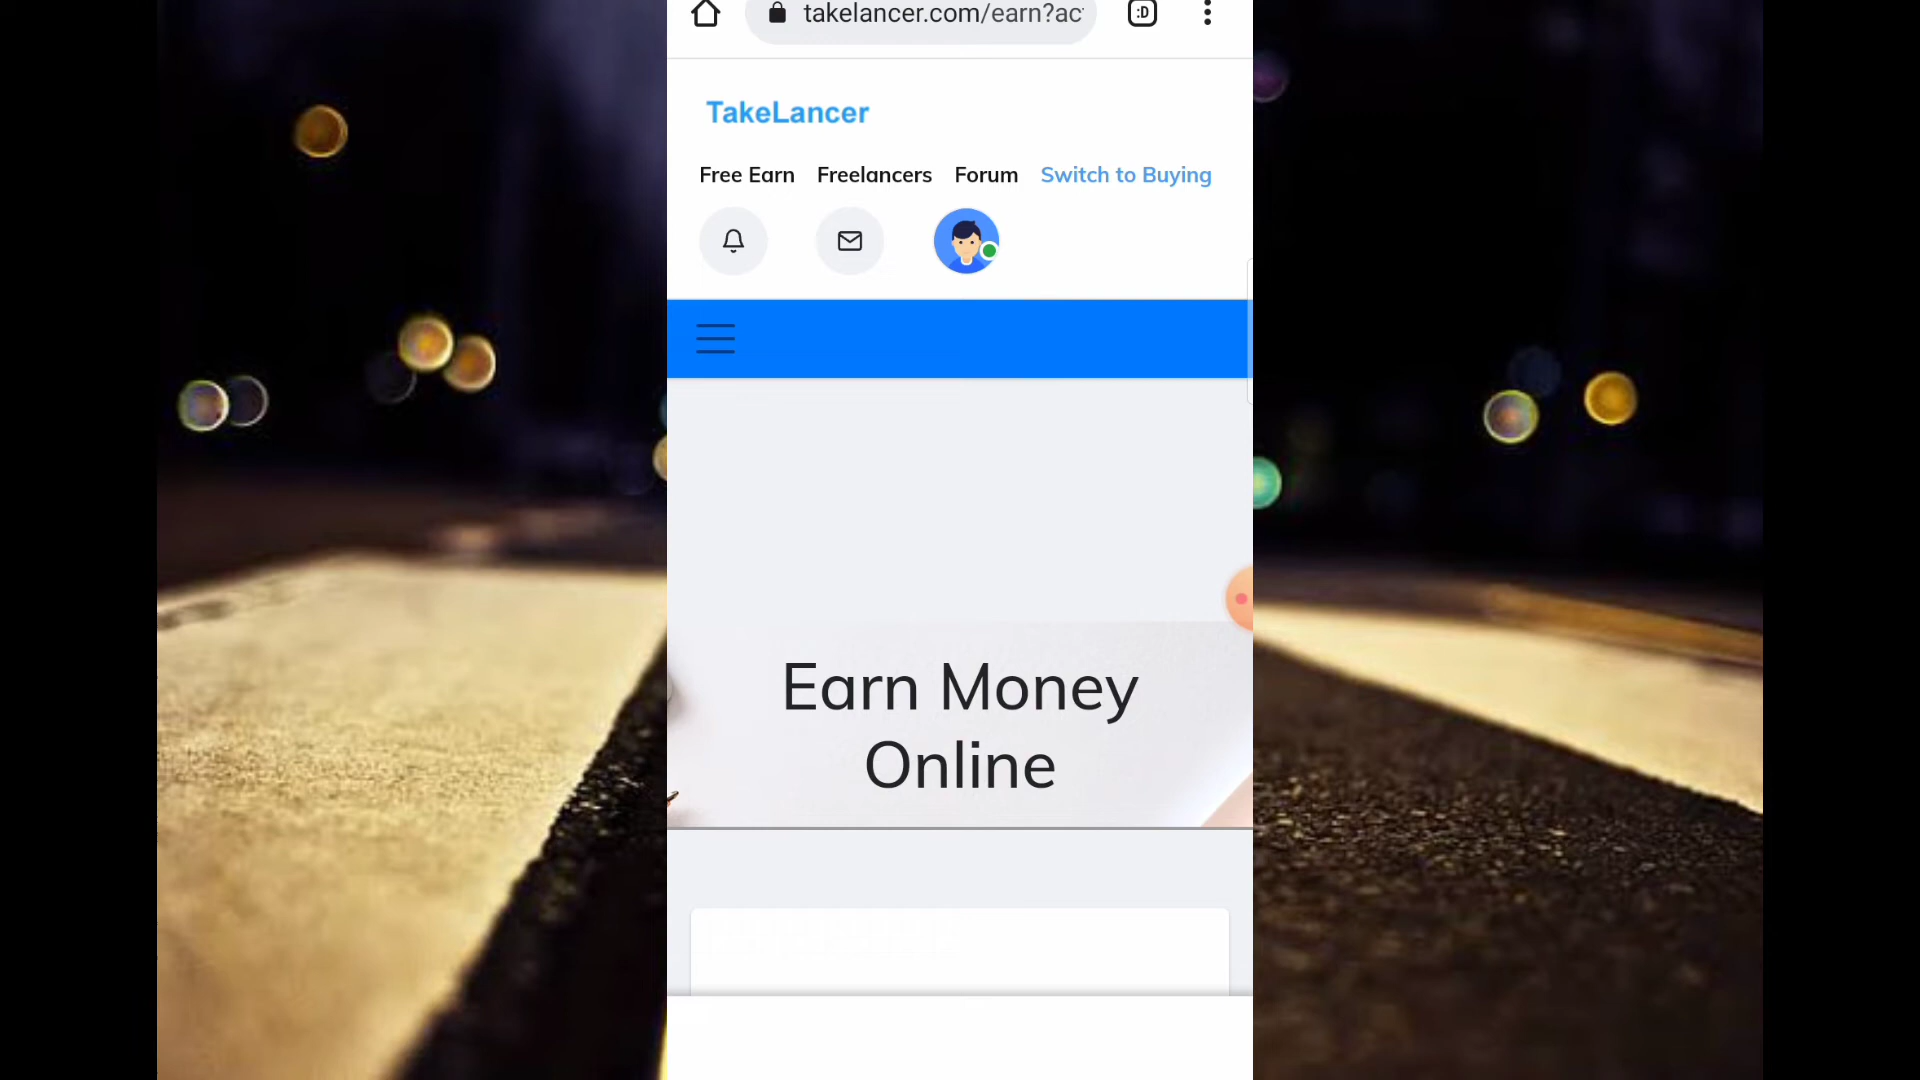 takelancer.com/earn?ac
:D
TakeLancer
Free Earn Freelancers Forum Switch to Buying
Earn Money
Online